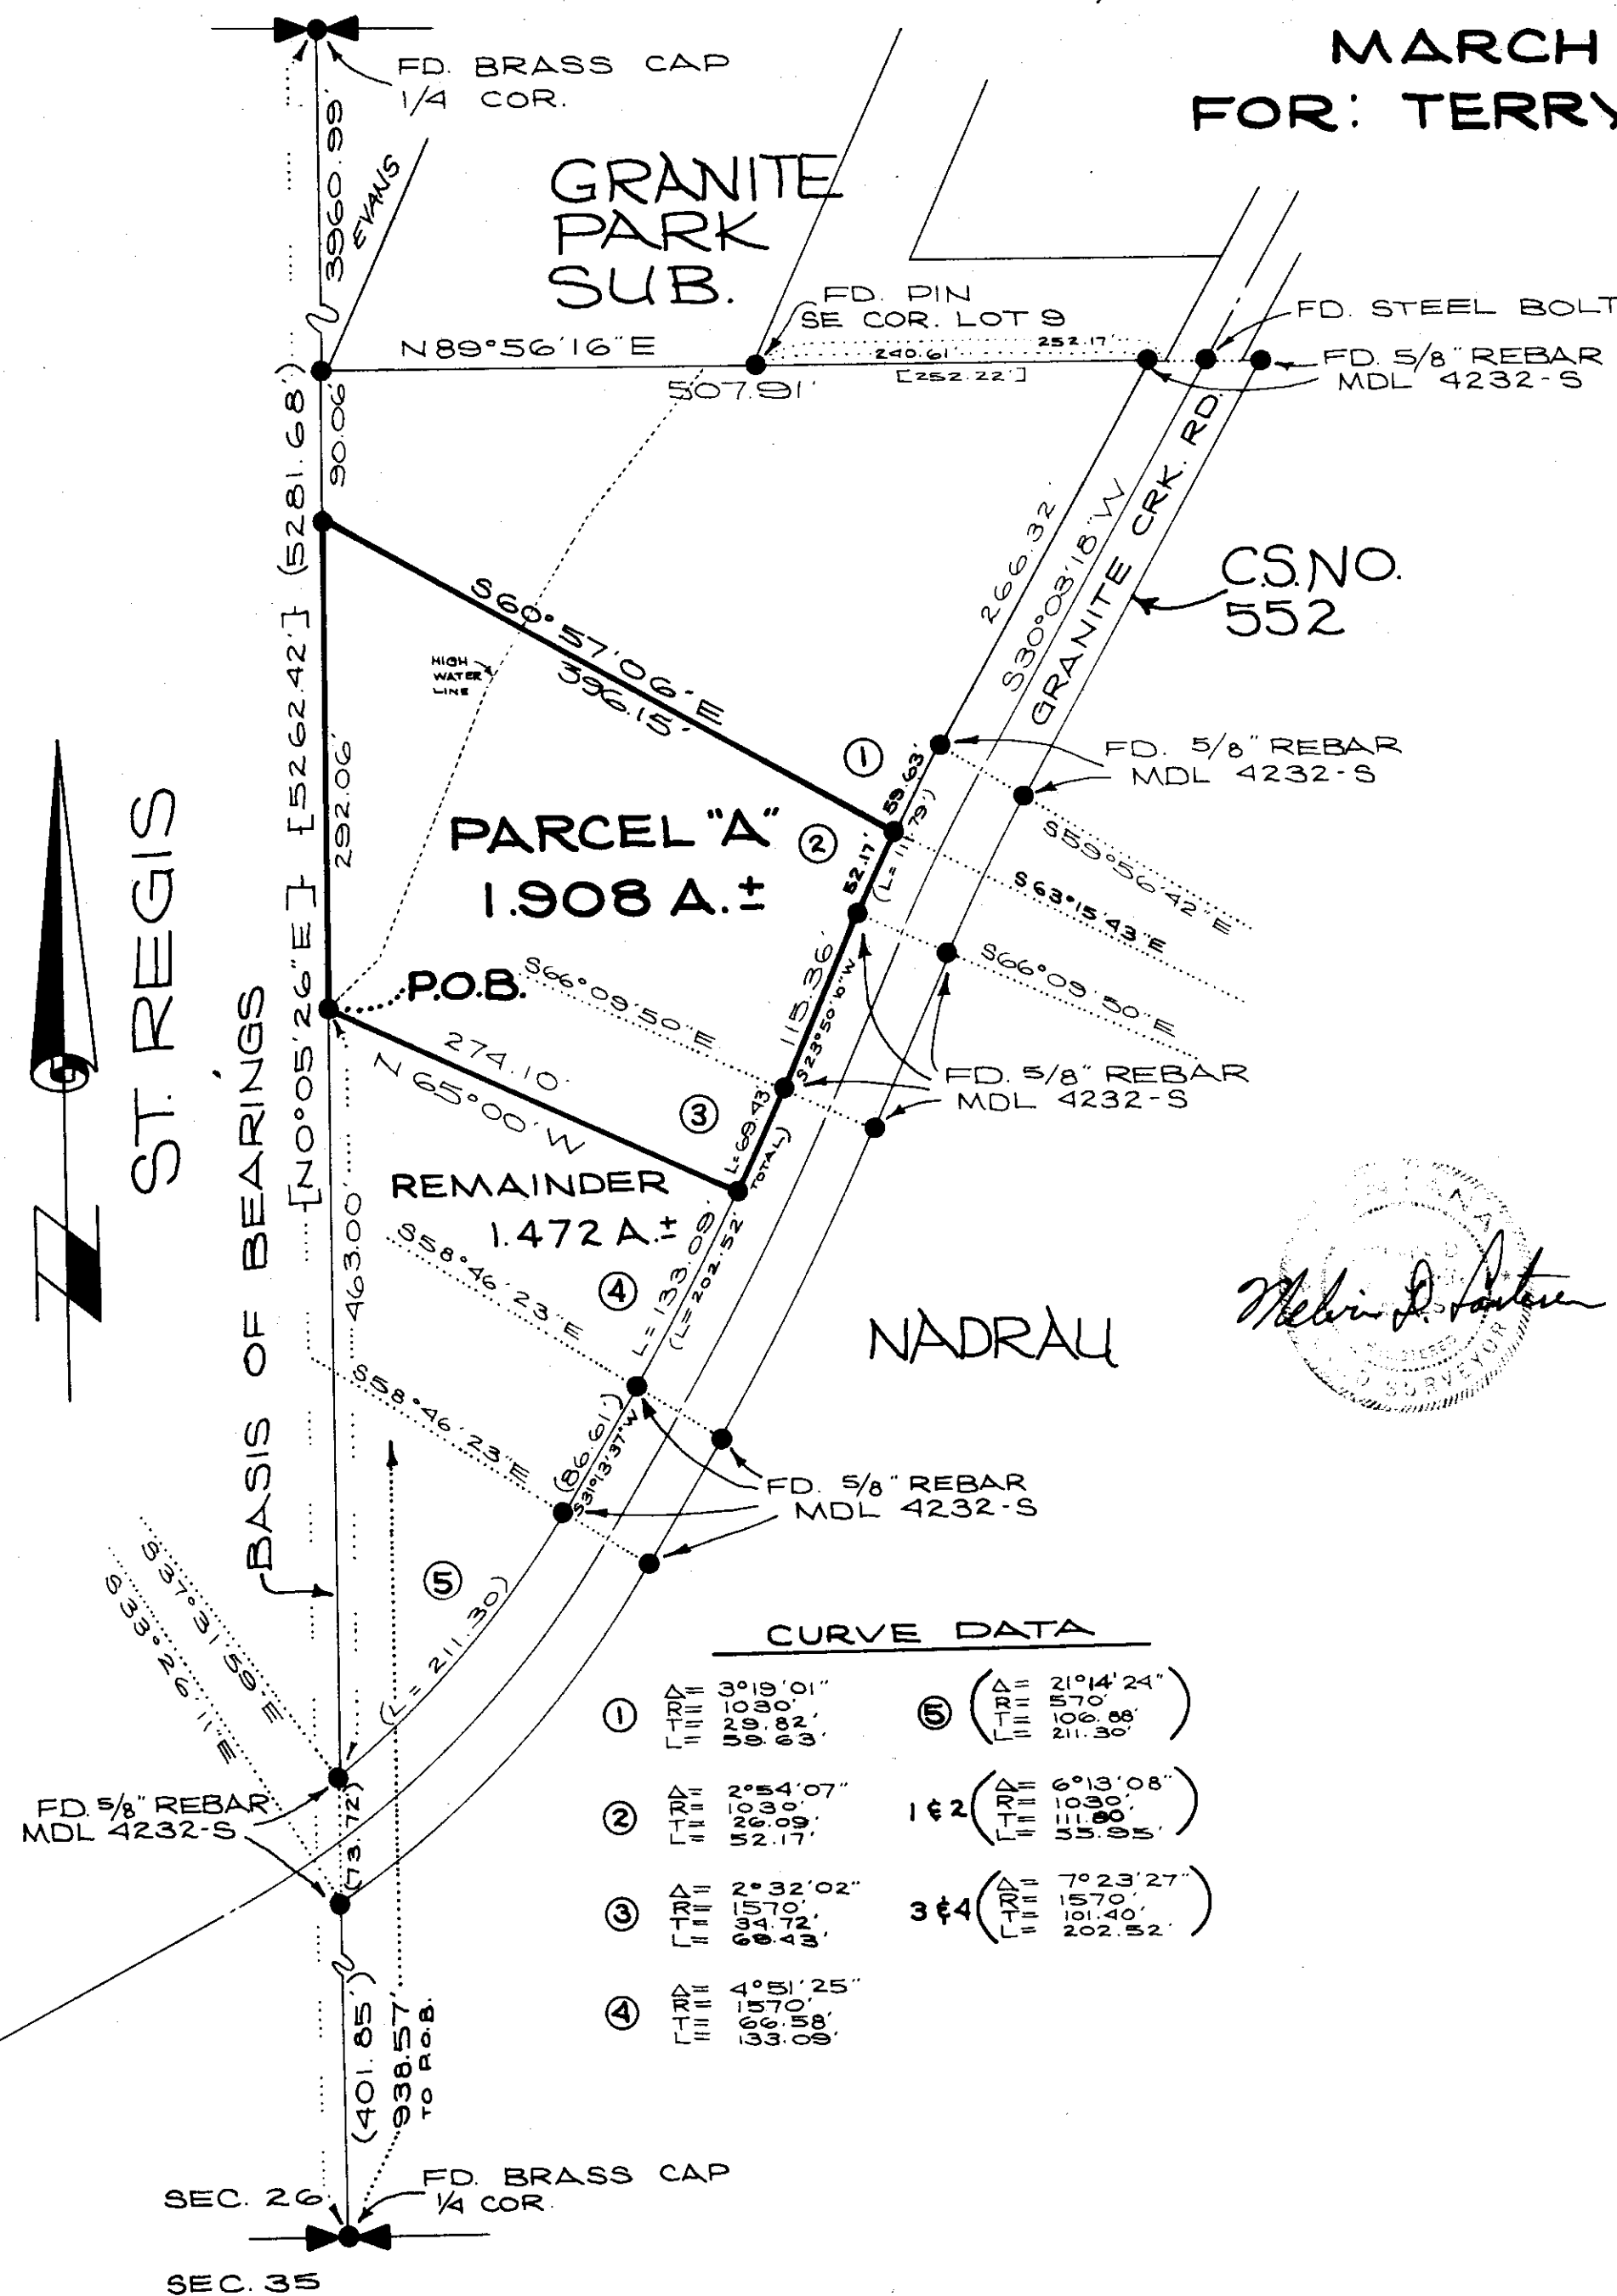 MARCH
FOR: TERRY
FD. BRASS CAP
1/4 COR.
3960.99'
EVANS
GRANITE
PARK
SUB.
FD. PIN
SE COR. LOT 9
FD. STEEL BOLT
N89°56'16"E
240.61'
252.17'
[252.22']
507.91'
FD. 5/8" REBAR
MDL 4232-S
(5281.68')
90.06'
266.32'
S30°03'18"W
GRANITE CRK. RD.
C.S. NO.
552
S60°57'06"E
396.15'
HIGH
WATER
LINE
[5262.42']
292.06'
①
59.63'
(L=111.79')
FD. 5/8" REBAR
MDL 4232-S
S59°56'42"E
PARCEL "A"
1.908 A.±
②
52.17'
S63°15'43"E
S66°09'50"E
ST. REGIS
P.O.B.
S66°09'50"E
115.36'
S23°50'10"W
FD. 5/8" REBAR
MDL 4232-S
274.10'
N 65°00' W
③
L=69.43'
TOTAL)
BASIS OF BEARINGS
[N0°05'26"E]
463.00'
REMAINDER
1.472 A.±
S58°46'23"E
④
L=133.09'
(L=202.52'
NADRAU
MONTANA
REGISTERED
LAND SURVEYOR
S58°46'23"E
(86.61')
S31°13'37"W
FD. 5/8" REBAR
MDL 4232-S
⑤
(L=211.30)
S37°31'59"E
S33°26'11"E
FD. 5/8" REBAR
MDL 4232-S
(73.72')
CURVE DATA
① Δ= 3°19'01"
R= 1030'
T= 29.82'
L= 59.63'
② Δ= 2°54'07"
R= 1030'
T= 26.09'
L= 52.17'
③ Δ= 2°32'02"
R= 1570'
T= 34.72'
L= 69.43'
④ Δ= 4°51'25"
R= 1570'
T= 66.58'
L= 133.09'
⑤ (Δ= 21°14'24"
R= 570'
T= 106.88'
L= 211.30')
1 & 2 (Δ= 6°13'08"
R= 1030'
T= 111.80'
L= 55.95')
3 & 4 (Δ= 7°23'27"
R= 1570'
T= 101.40'
L= 202.52')
(401.85')
938.57'
TO P.O.B.
FD. BRASS CAP
1/4 COR.
SEC. 26
SEC. 35